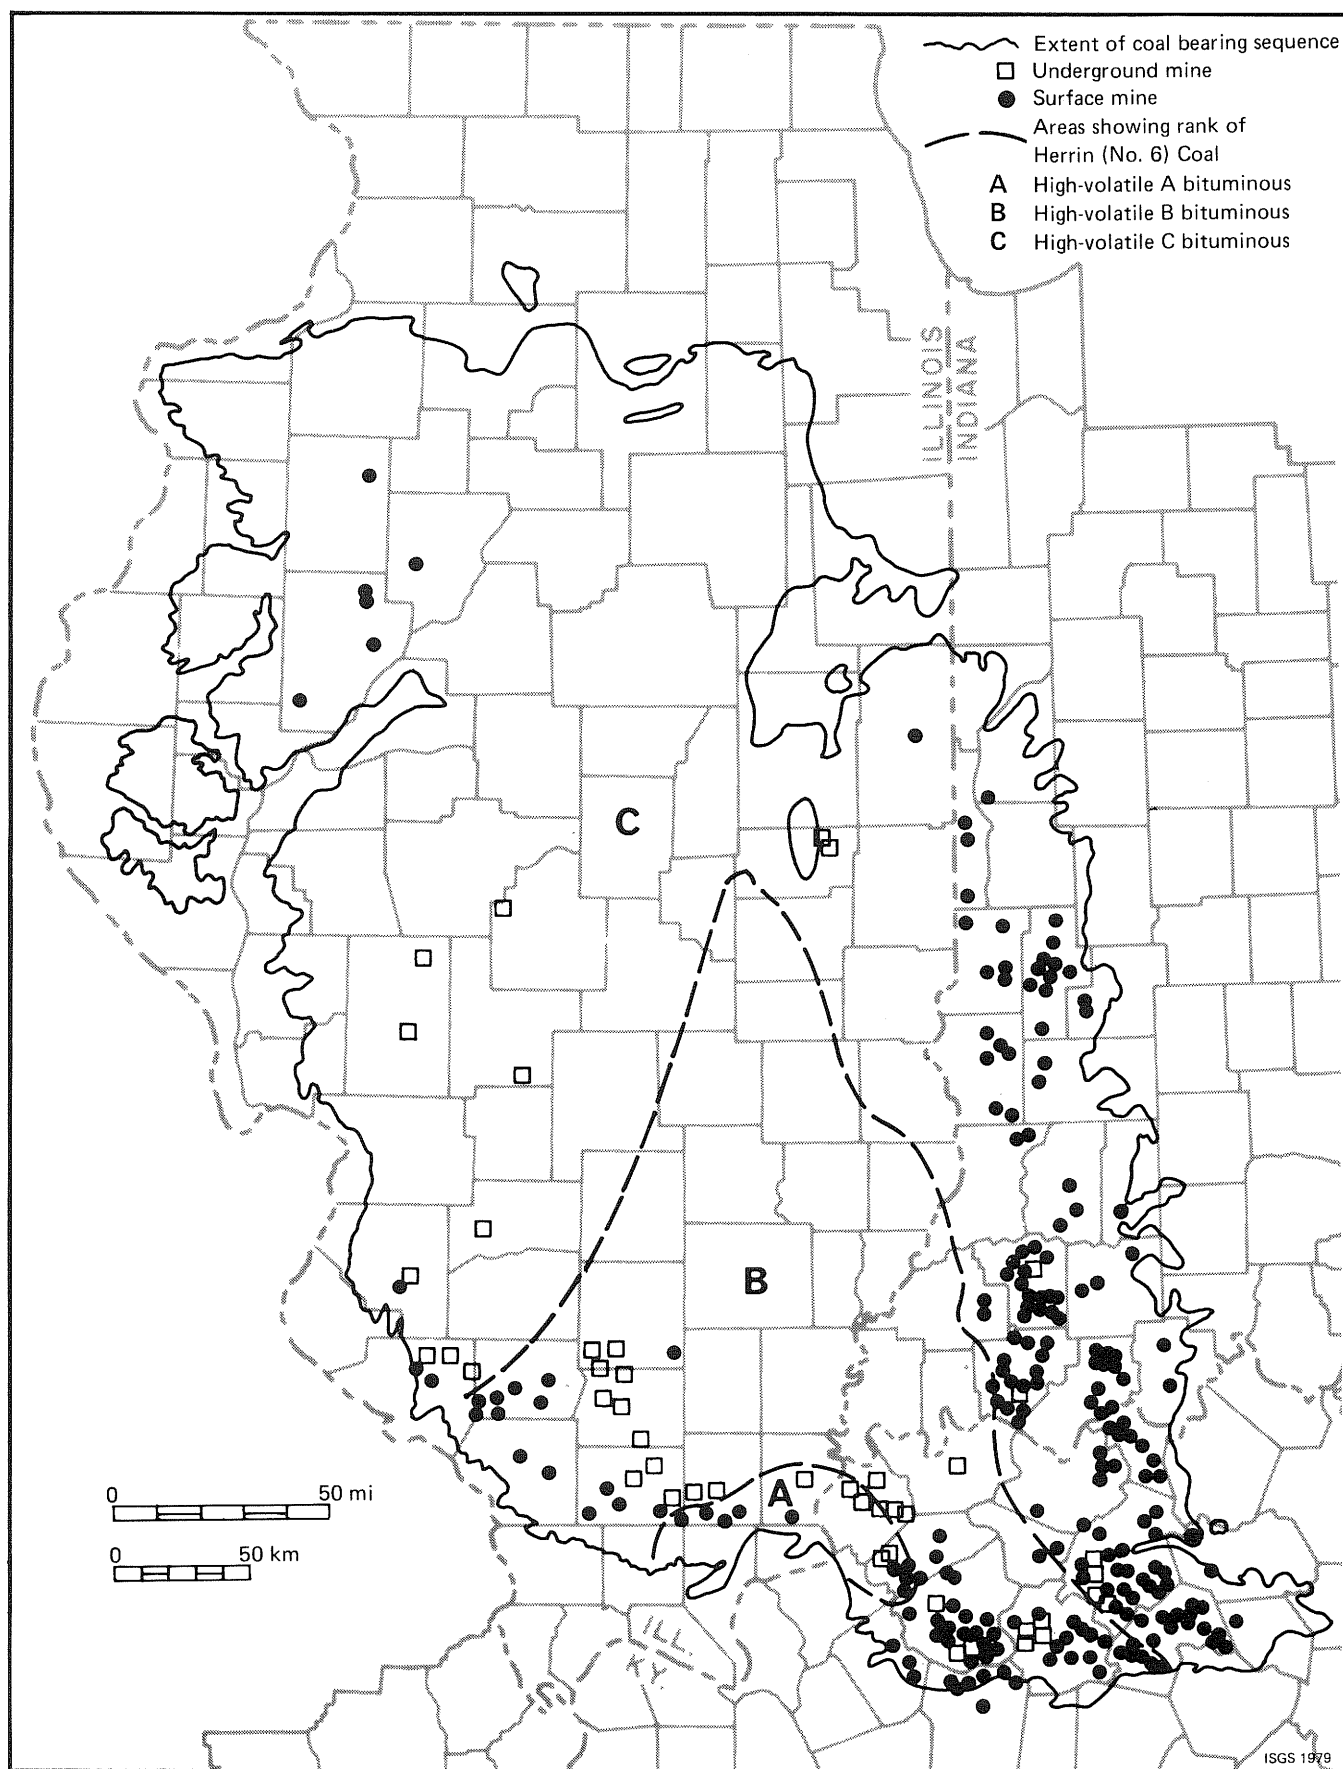 Extent of coal bearing sequence
Underground mine
Surface mine
Areas showing rank of
Herrin (No. 6) Coal
A High-volatile A bituminous
B High-volatile B bituminous
C High-volatile C bituminous
ILLINOIS
INDIANA
C
B
A
0 50 mi
0 50 km
ILL.
KY.
ISGS 1979